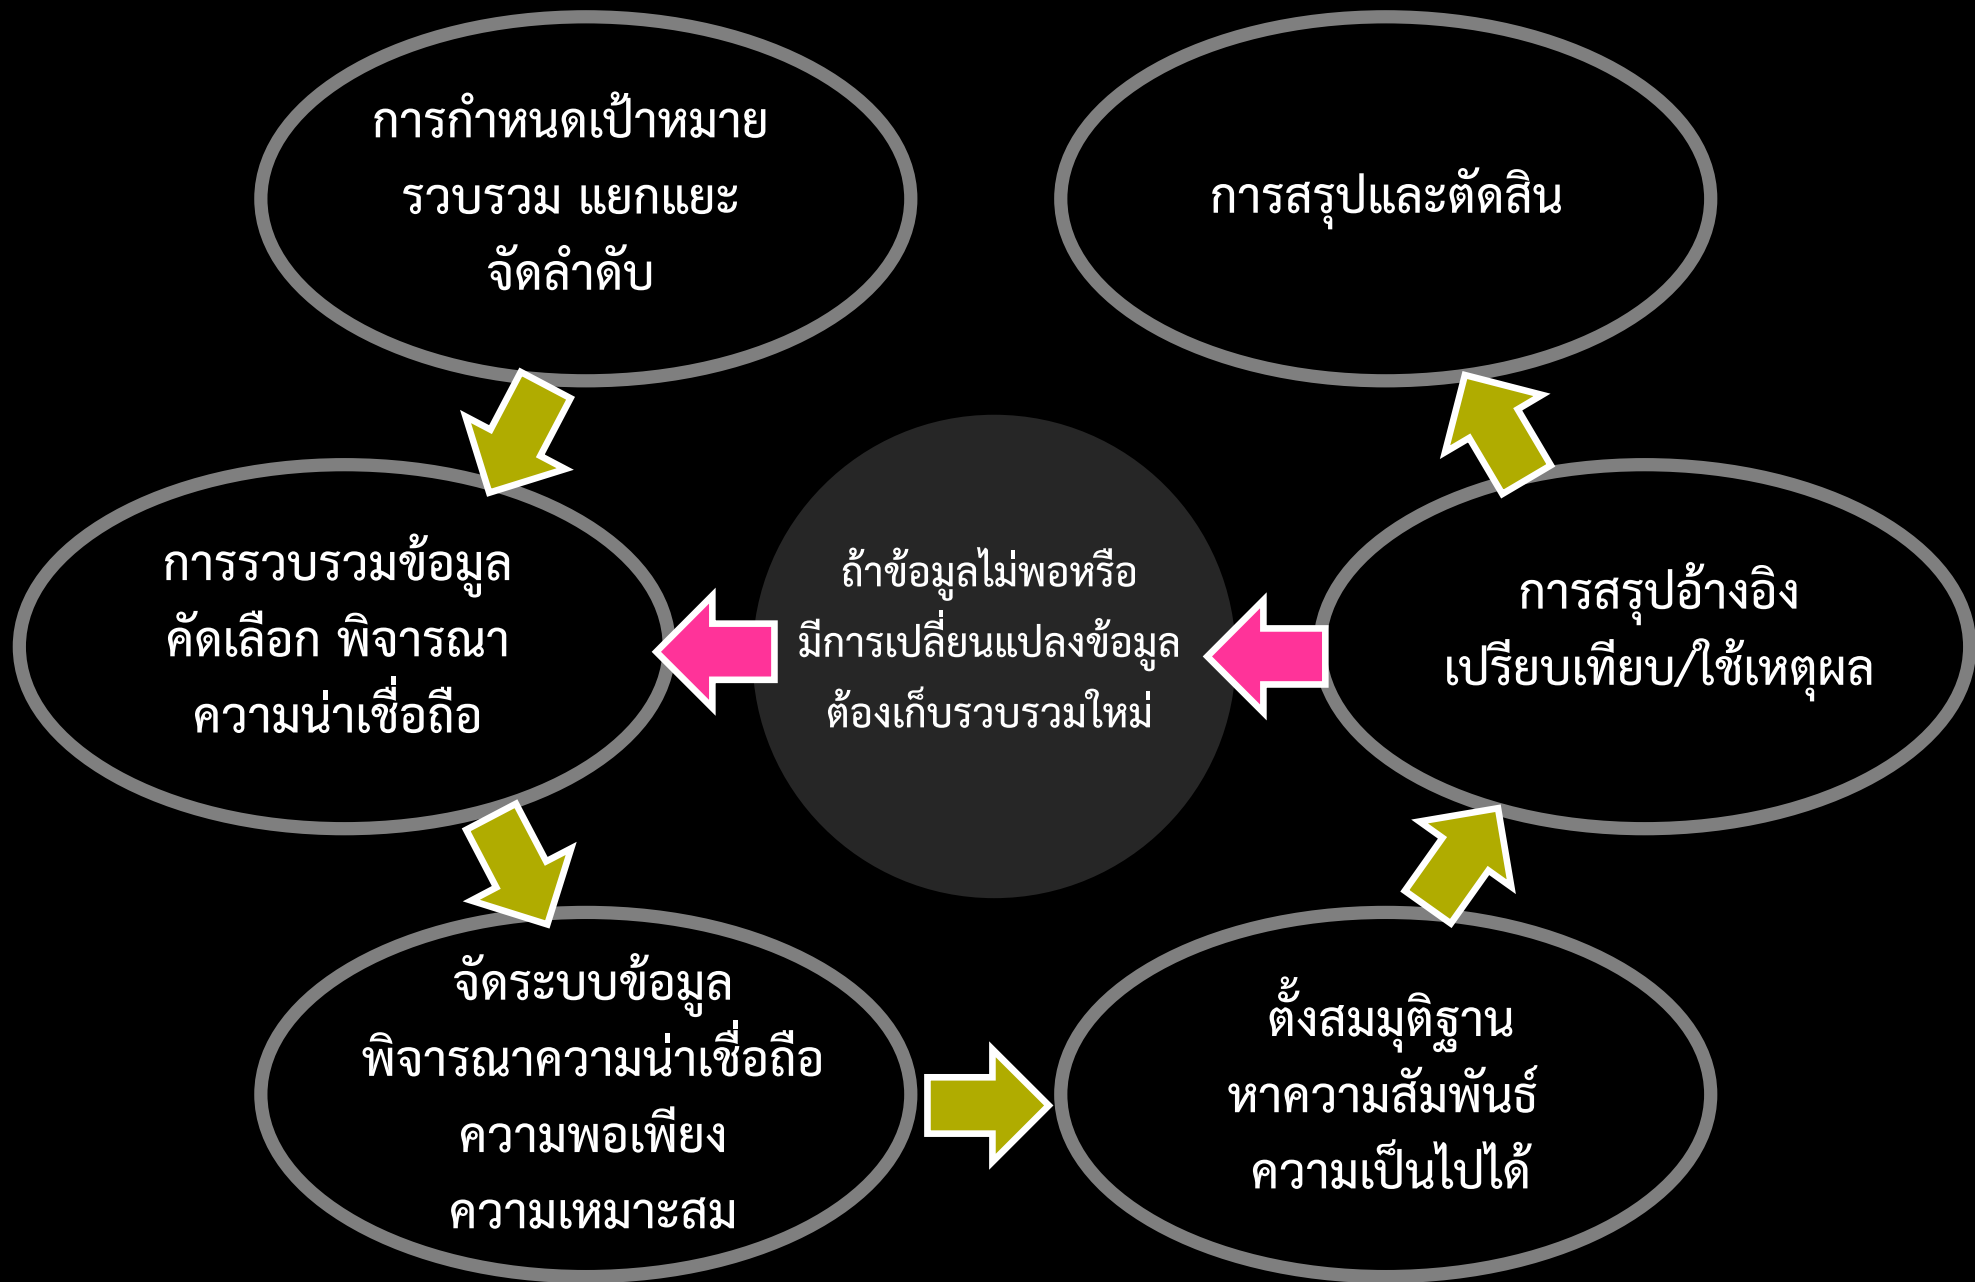 การกำหนดเป้าหมาย
รวบรวม แยกแยะ
จัดลำดับ
การรวบรวมข้อมูล
คัดเลือก พิจารณา
ความน่าเชื่อถือ
จัดระบบข้อมูล
พิจารณาความน่าเชื่อถือ
ความพอเพียง
ความเหมาะสม
ตั้งสมมุติฐาน
หาความสัมพันธ์
ความเป็นไปได้
การสรุปอ้างอิง
เปรียบเทียบ/ใช้เหตุผล
การสรุปและตัดสิน
ถ้าข้อมูลไม่พอหรือ
มีการเปลี่ยนแปลงข้อมูล
ต้องเก็บรวบรวมใหม่